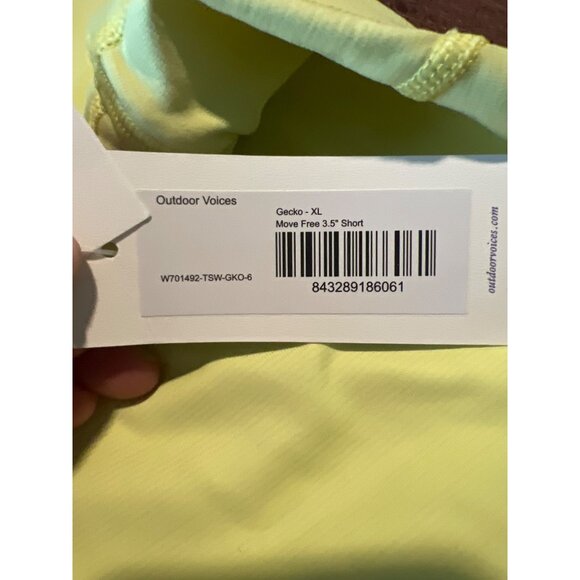 Outdoor Voices
Gecko - XL
Move Free 3.5" Short
W701492-TSW-GKO-6
843289186061
outdoorvoices.com